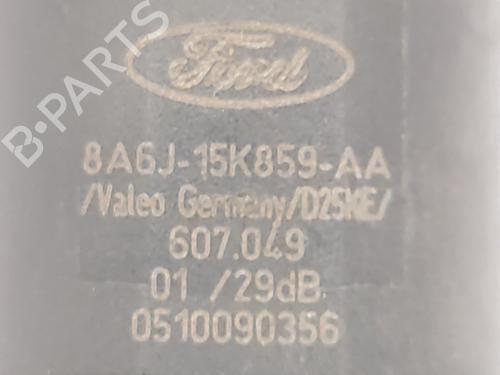 Ford
8A6J-15K859-AA
/Valeo Germany/D25KE/
607.049
01 /29dB
0510090356
B-PARTS